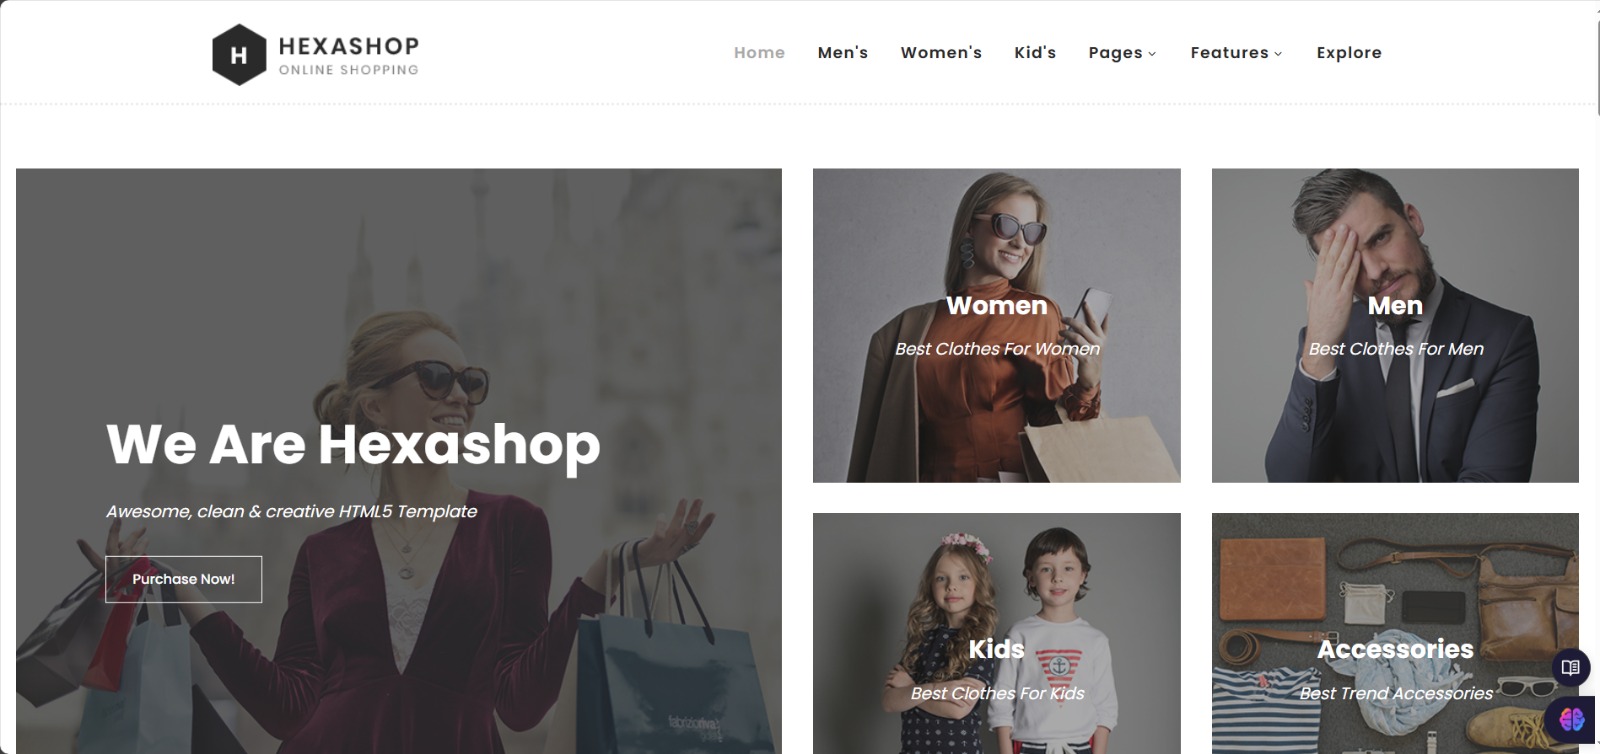 H
HEXASHOP
ONLINE SHOPPING
Home
Men's
Women's
Kid's
Pages
Features
Explore
We Are Hexashop
Awesome, clean & creative HTML5 Template
Purchase Now!
Women
Best Clothes For Women
Men
Best Clothes For Men
Kids
Best Clothes For Kids
Accessories
Best Trend Accessories